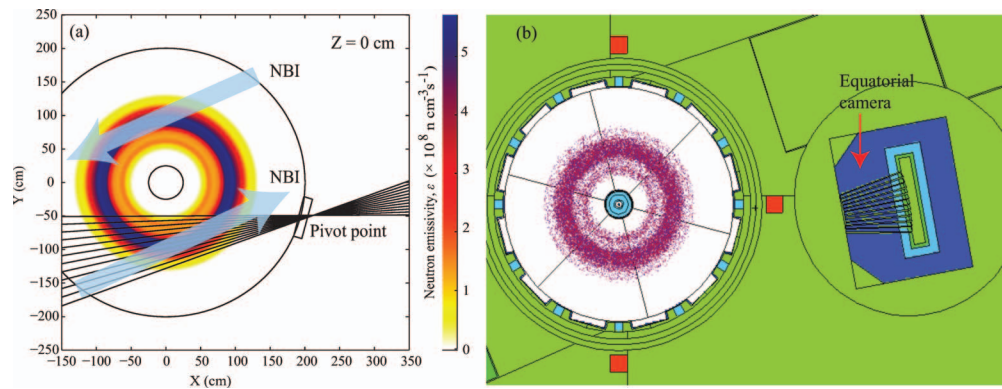 (a)
Z = 0 cm
NBI
NBI
Pivot point
250
200
150
100
50
0
−50
−100
−150
−200
250
Y (cm)
−150
−100
−50
0
50
100
150
200
250
300
350
X (cm)
5
4
3
2
1
0
Neutron emissivity, ε (× 10⁸ n cm⁻³s⁻¹)
(b)
Equatorial
camera